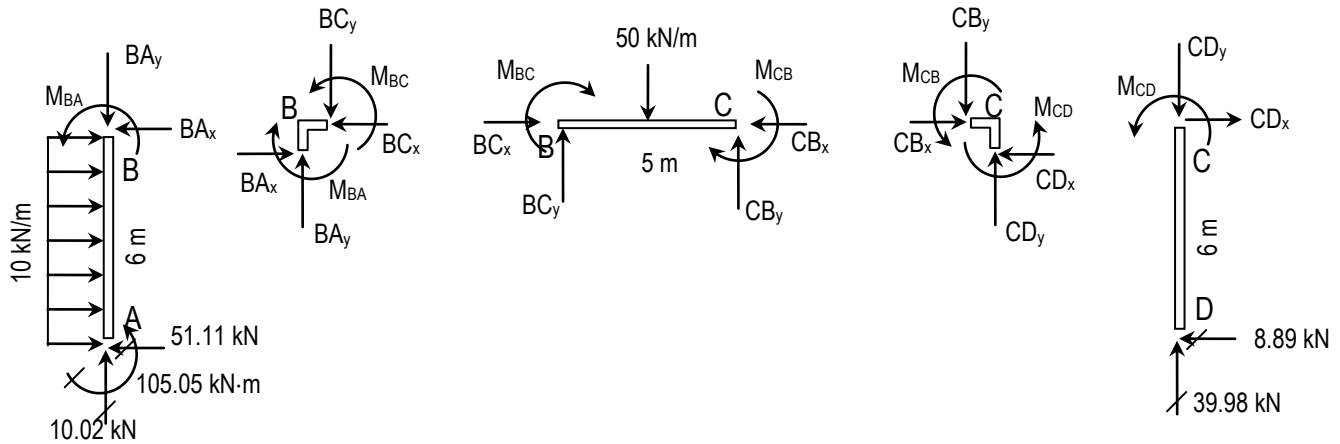 BAy
MBA
BAx
B
10 kN/m
6 m
A
51.11 kN
105.05 kN·m
10.02 kN
BCy
MBC
B
BCx
BAx
MBA
BAy
50 kN/m
MBC
MCB
C
BCx
B
5 m
CBx
BCy
CBy
CBy
MCB
C
MCD
CBx
CDx
CDy
CDy
MCD
CDx
C
6 m
D
8.89 kN
39.98 kN